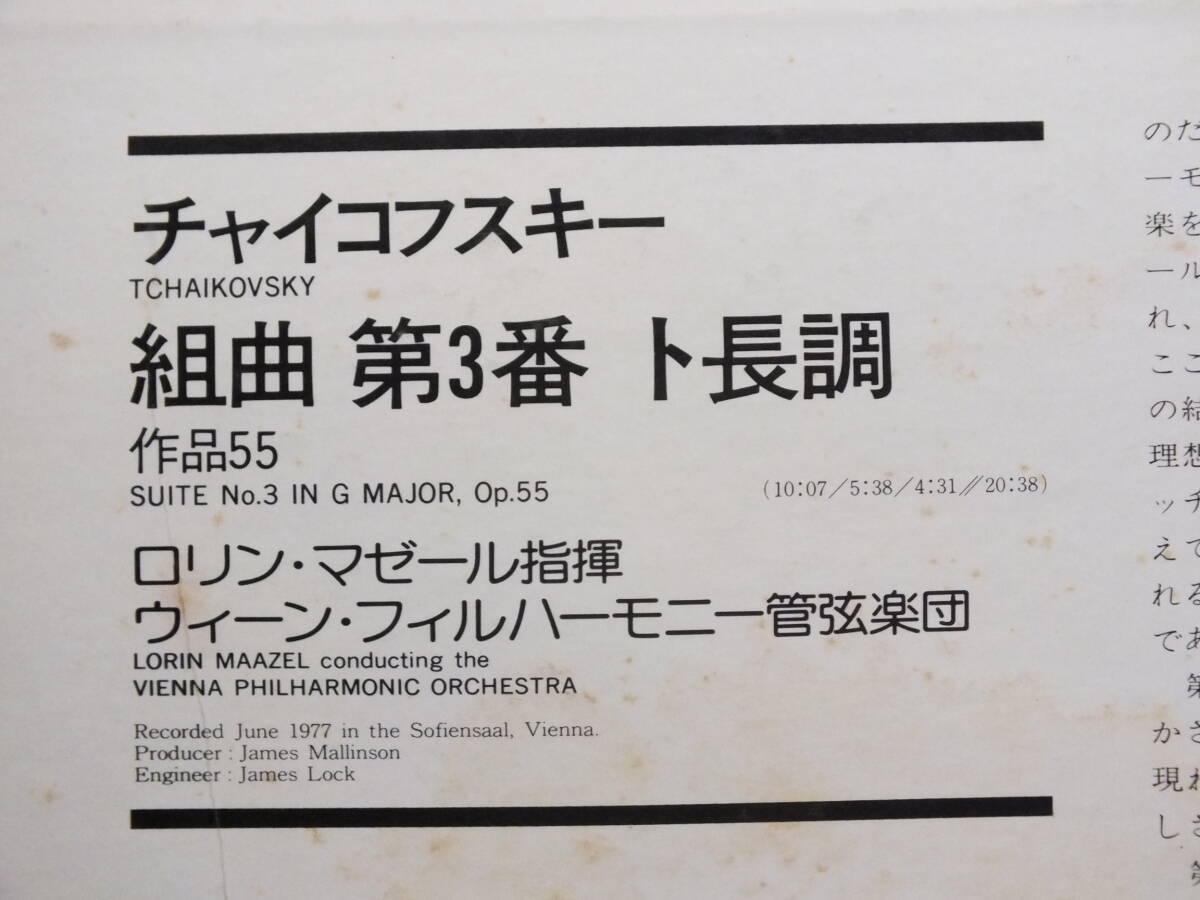 チャイコフスキー
TCHAIKOVSKY
組曲 第3番 ト長調
作品55
SUITE No.3 IN G MAJOR, Op.55
(10:07/5:38/4:31//20:38)
ロリン・マゼール指揮
ウィーン・フィルハーモニー管弦楽団
LORIN MAAZEL conducting the
VIENNA PHILHARMONIC ORCHESTRA
Recorded June 1977 in the Sofiensaal, Vienna.
Producer : James Mallinson
Engineer : James Lock
のだ
ーモ
楽を
ール
れ、
ここ
の結
理想
ッチ
えて
れる
であ
第
かさ
現れ
しさ
第